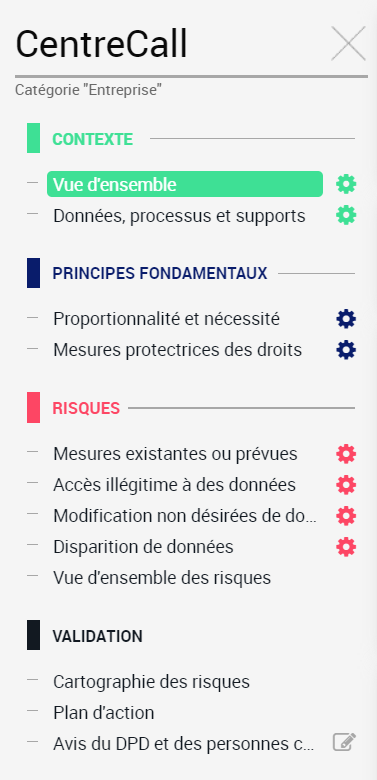 CentreCall
Catégorie "Entreprise"
CONTEXTE
Vue d'ensemble
Données, processus et supports
PRINCIPES FONDAMENTAUX
Proportionnalité et nécessité
Mesures protectrices des droits
RISQUES
Mesures existantes ou prévues
Accès illégitime à des données
Modification non désirées de do...
Disparition de données
Vue d'ensemble des risques
VALIDATION
Cartographie des risques
Plan d'action
Avis du DPD et des personnes c...